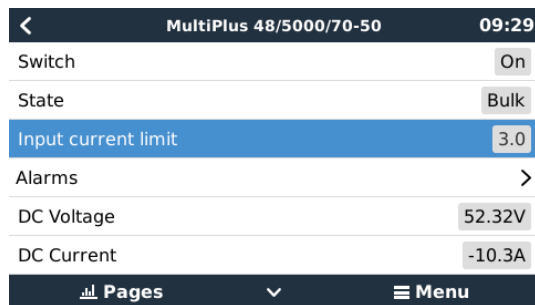 MultiPlus 48/5000/70-50 09:29
Switch On
State Bulk
Input current limit 3.0
Alarms
DC Voltage 52.32V
DC Current -10.3A
Pages Menu